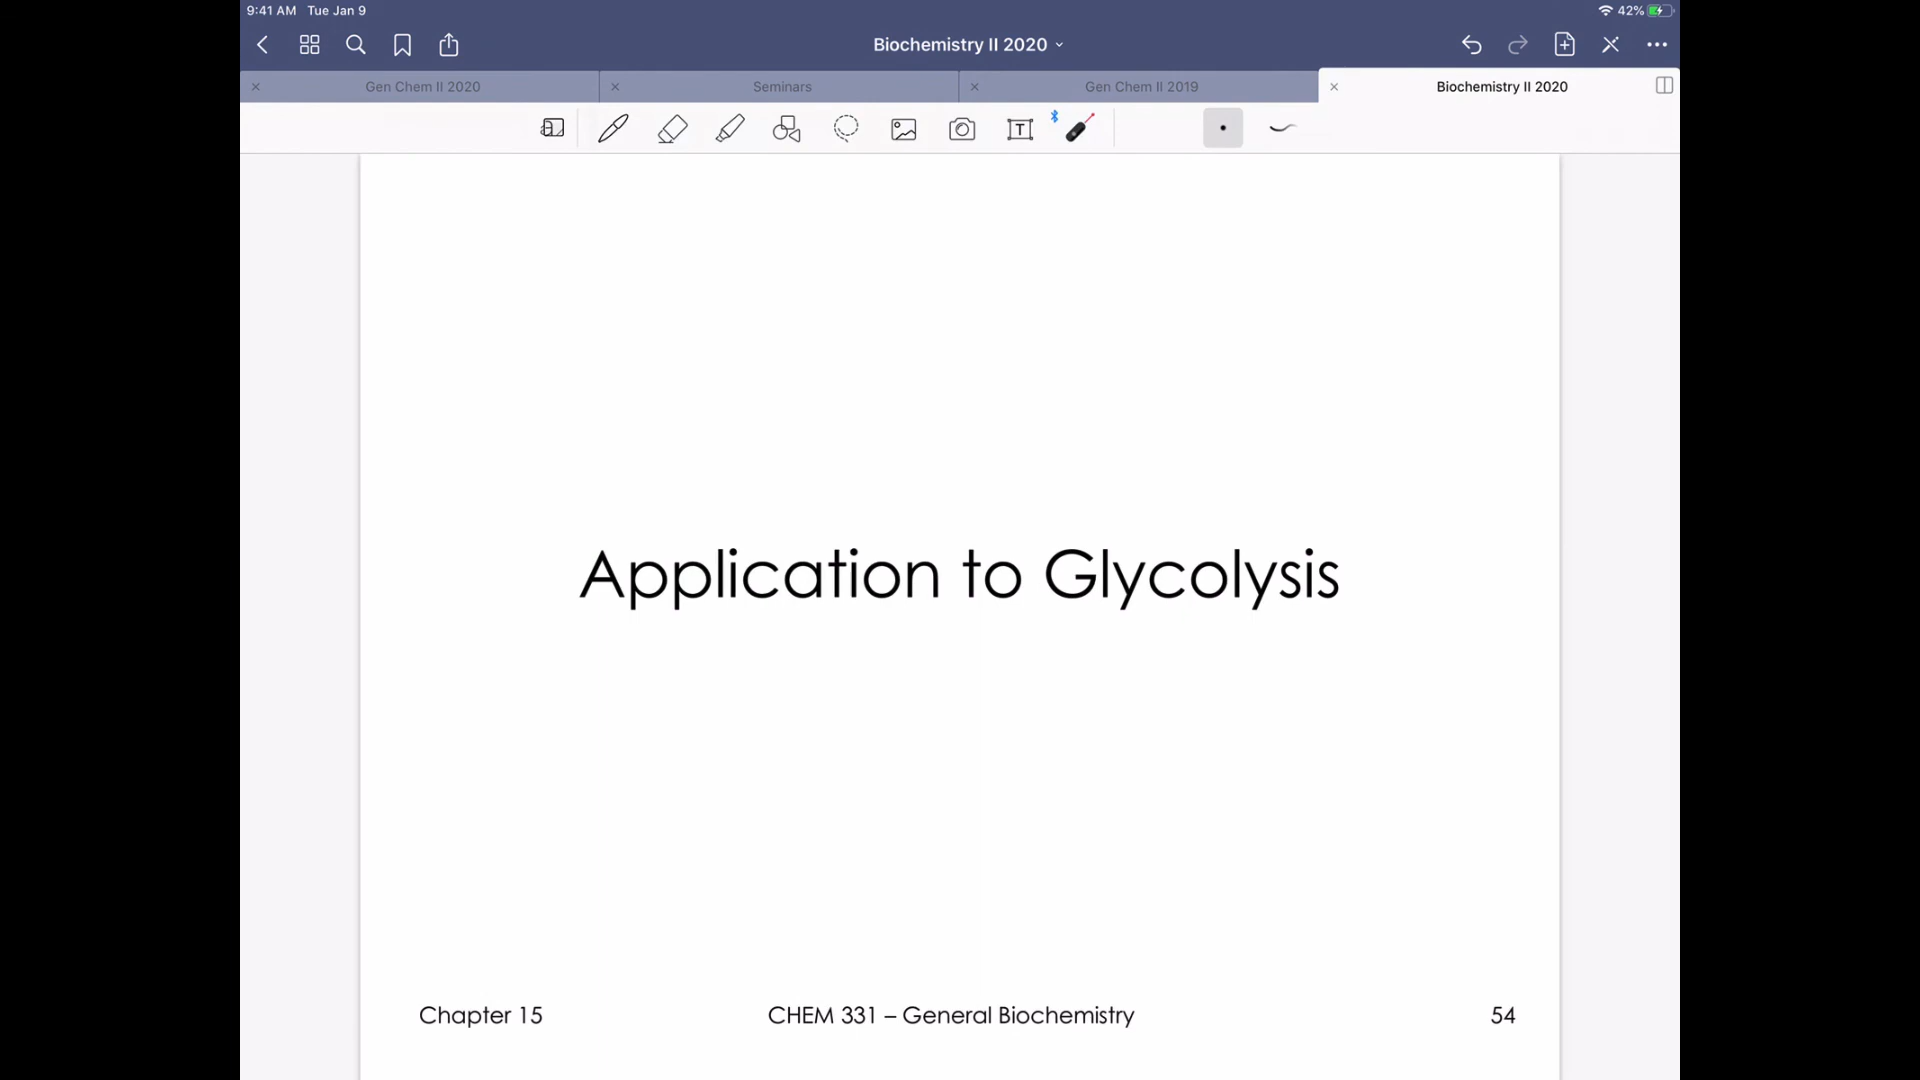 9:41 AM Tue Jan 9
42%
Biochemistry II 2020
Gen Chem II 2020
Seminars
Gen Chem II 2019
Biochemistry II 2020
Application to Glycolysis
Chapter 15
CHEM 331 – General Biochemistry
54